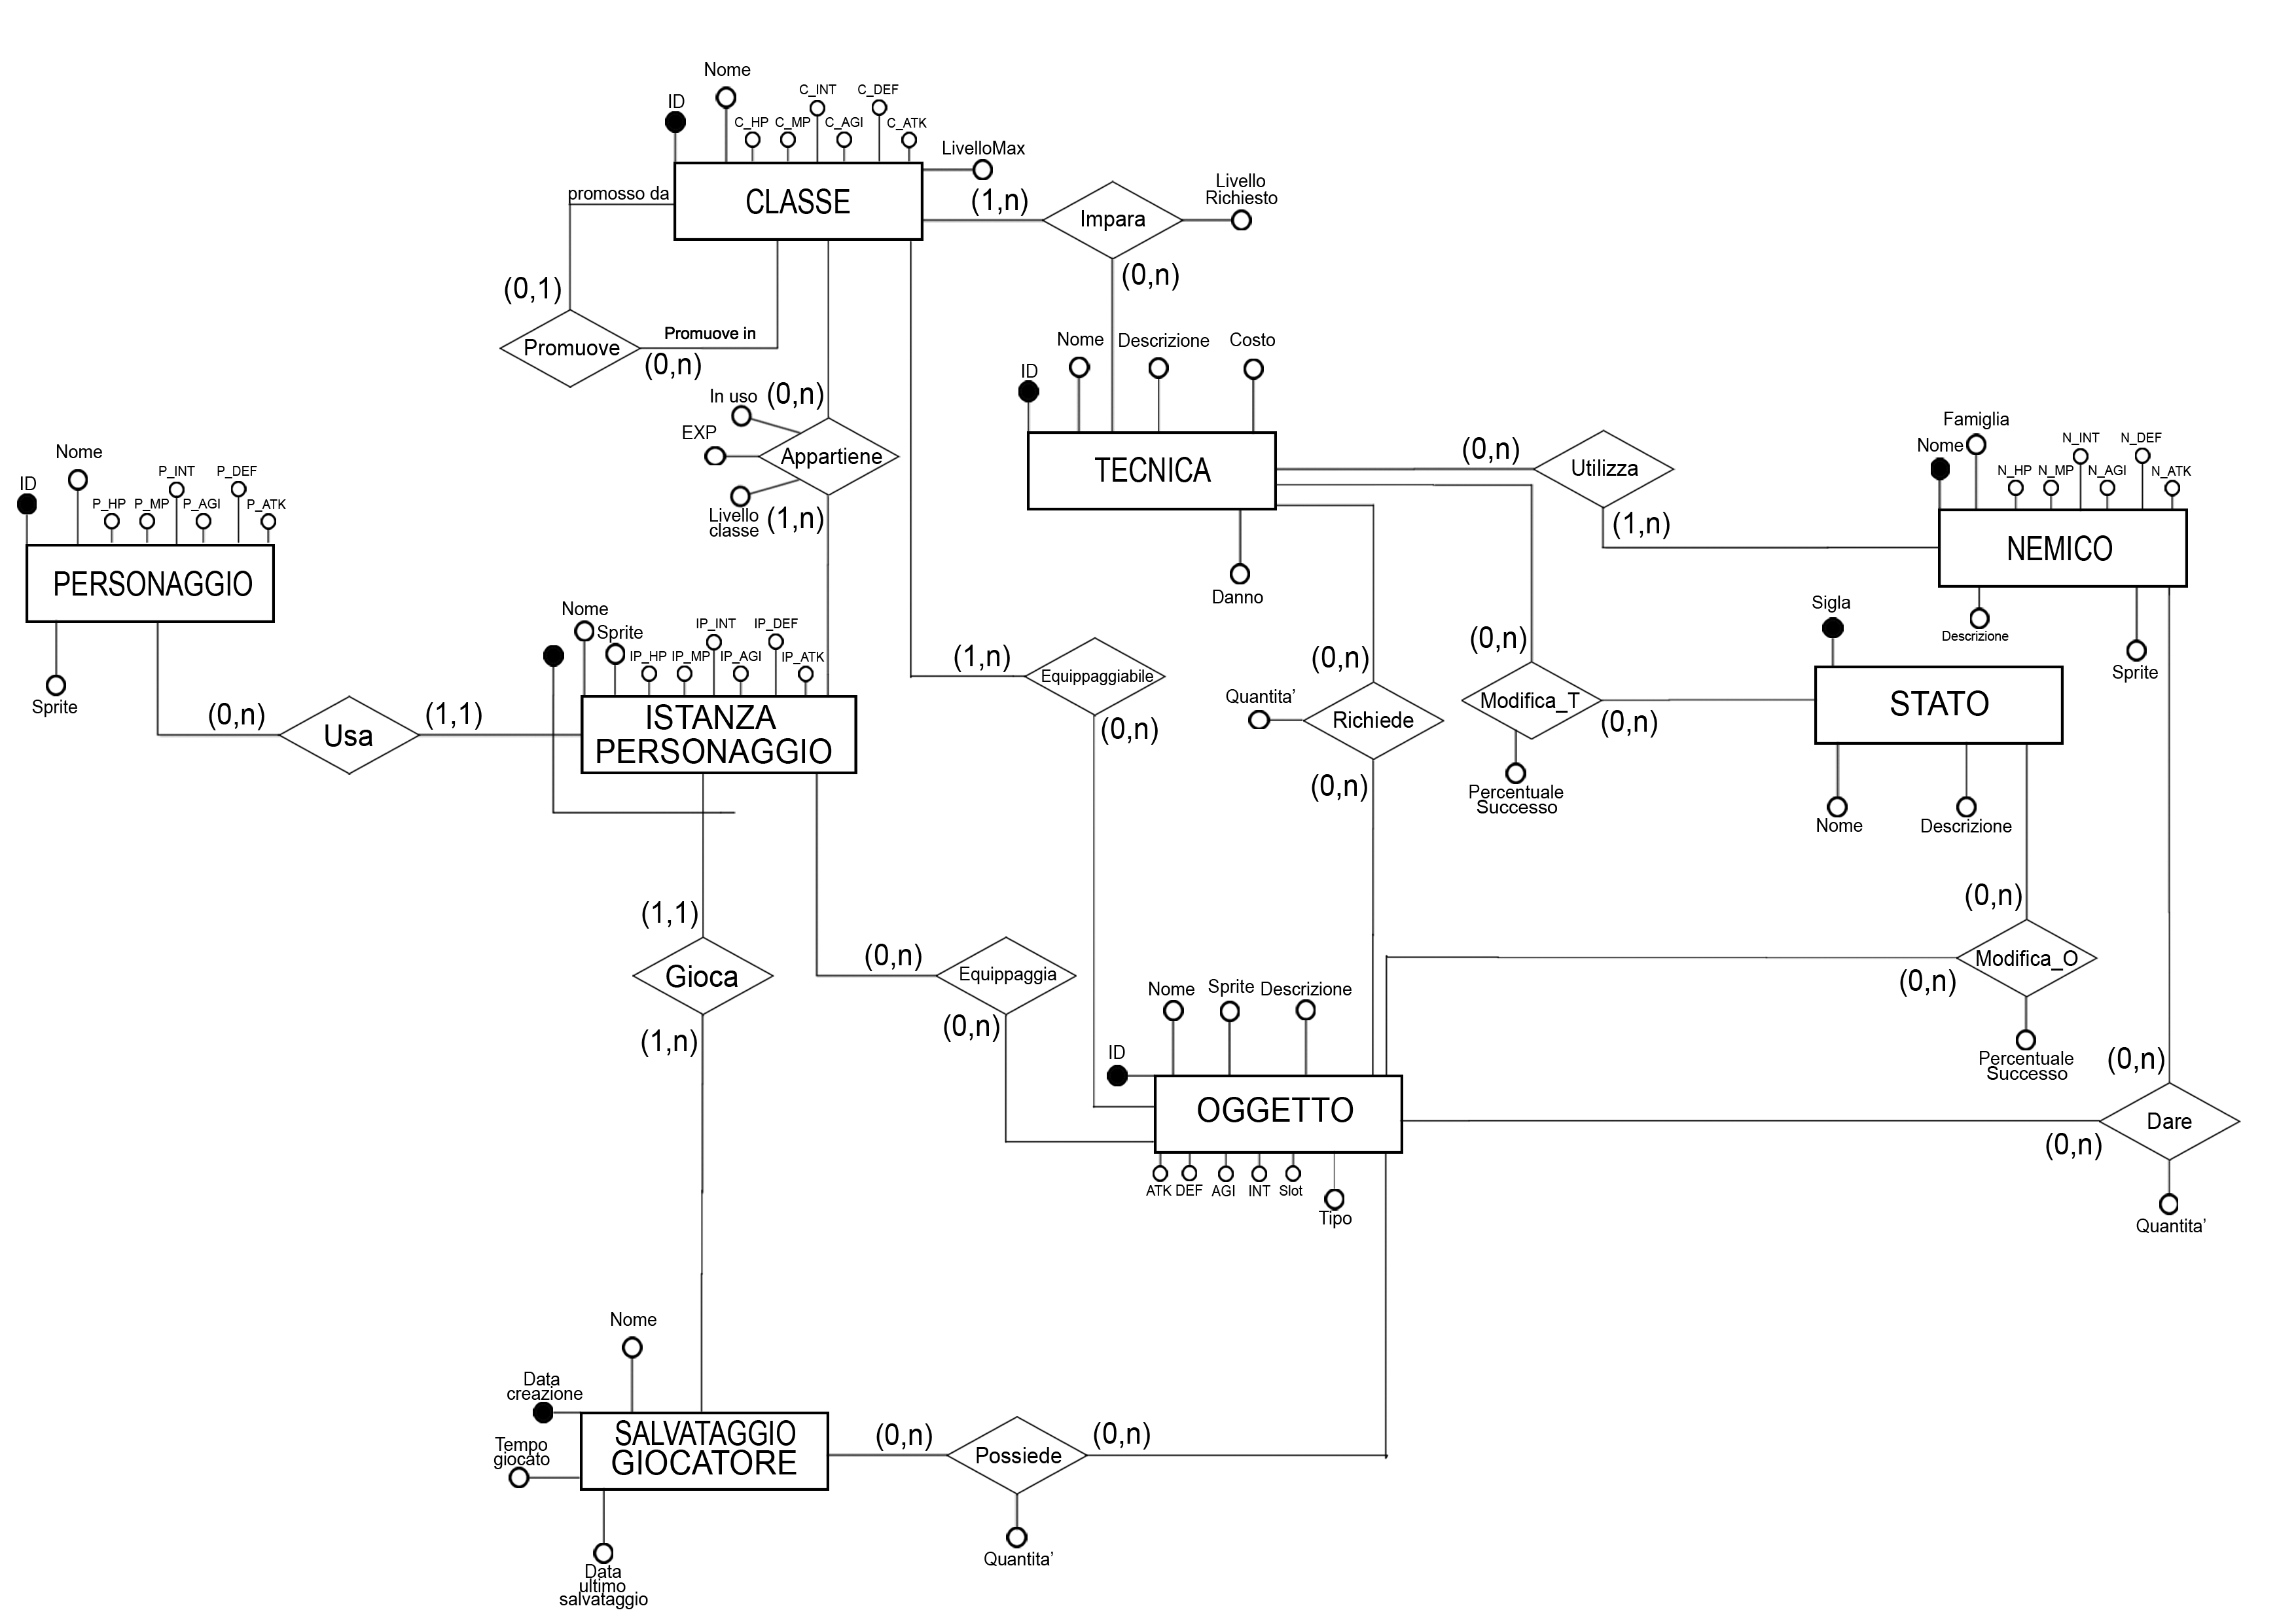 Nome
ID
C_HP
C_MP
C_INT
C_AGI
C_DEF
C_ATK
LivelloMax
CLASSE
promosso da
(1,n)
Impara
Livello
Richiesto
(0,n)
(0,1)
Promuove
Promuove in
(0,n)
ID
Nome
Descrizione
Costo
TECNICA
Danno
In uso
(0,n)
EXP
Appartiene
Livello
classe
(1,n)
(0,n)
Utilizza
(1,n)
Famiglia
Nome
N_HP
N_MP
N_INT
N_AGI
N_DEF
N_ATK
NEMICO
Descrizione
Sprite
ID
Nome
P_HP
P_MP
P_INT
P_AGI
P_DEF
P_ATK
PERSONAGGIO
Sprite
(0,n)
Usa
(1,1)
Nome
Sprite
IP_HP
IP_MP
IP_INT
IP_AGI
IP_DEF
IP_ATK
ISTANZA
PERSONAGGIO
(1,n)
Equippaggiabile
(0,n)
(0,n)
Quantita’
Richiede
(0,n)
(0,n)
Modifica_T
(0,n)
Percentuale
Successo
Sigla
STATO
Nome
Descrizione
(1,1)
Gioca
(1,n)
(0,n)
Equippaggia
(0,n)
(0,n)
Modifica_O
(0,n)
Percentuale
Successo
Nome
Sprite
Descrizione
ID
OGGETTO
ATK
DEF
AGI
INT
Slot
Tipo
(0,n)
Dare
(0,n)
Quantita’
Nome
Data
creazione
Tempo
giocato
SALVATAGGIO
GIOCATORE
Data
ultimo
salvataggio
(0,n)
Possiede
(0,n)
Quantita’